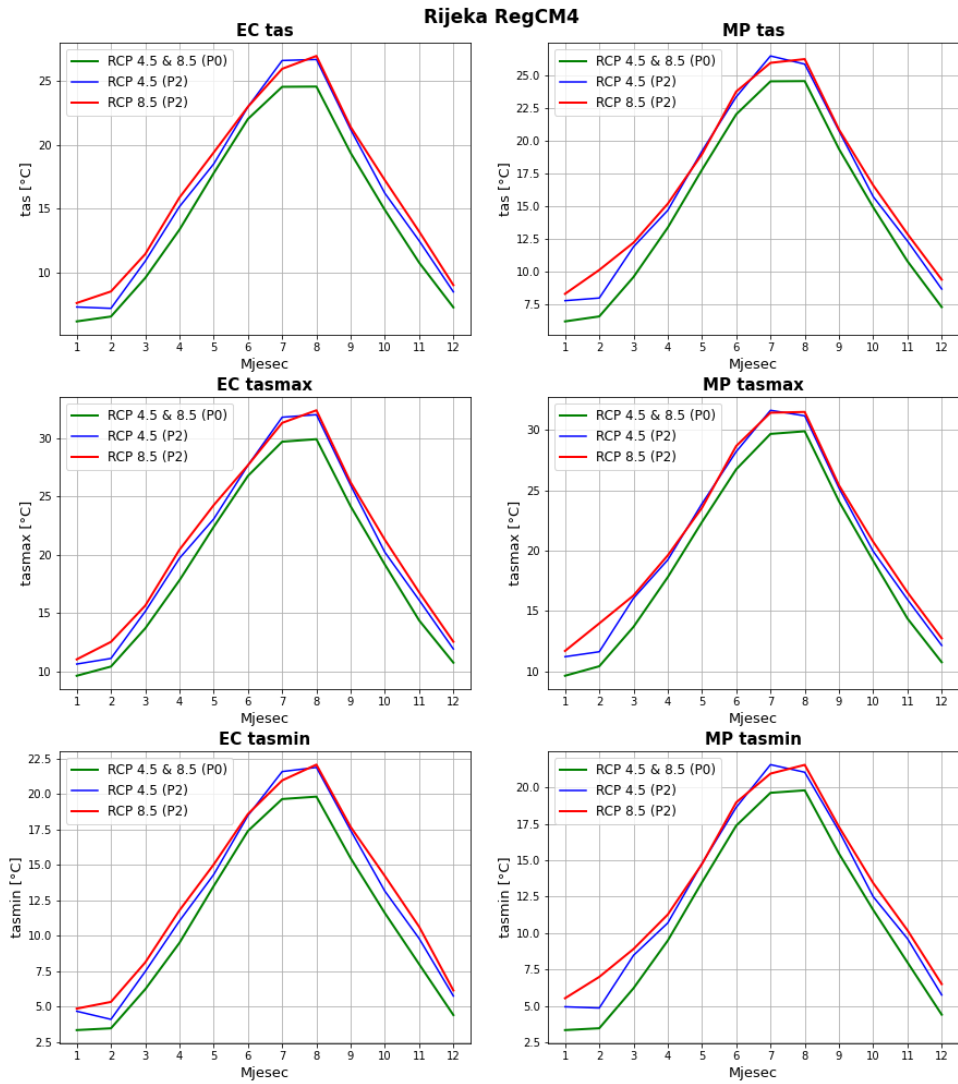 Rijeka RegCM4
EC tas
RCP 4.5 & 8.5 (P0)
RCP 4.5 (P2)
RCP 8.5 (P2)
tas [°C]
25
20
15
10
1 2 3 4 5 6 7 8 9 10 11 12
Mjesec
MP tas
RCP 4.5 & 8.5 (P0)
RCP 4.5 (P2)
RCP 8.5 (P2)
tas [°C]
25.0
22.5
20.0
17.5
15.0
12.5
10.0
7.5
1 2 3 4 5 6 7 8 9 10 11 12
Mjesec
EC tasmax
RCP 4.5 & 8.5 (P0)
RCP 4.5 (P2)
RCP 8.5 (P2)
tasmax [°C]
30
25
20
15
10
1 2 3 4 5 6 7 8 9 10 11 12
Mjesec
MP tasmax
RCP 4.5 & 8.5 (P0)
RCP 4.5 (P2)
RCP 8.5 (P2)
tasmax [°C]
30
25
20
15
10
1 2 3 4 5 6 7 8 9 10 11 12
Mjesec
EC tasmin
RCP 4.5 & 8.5 (P0)
RCP 4.5 (P2)
RCP 8.5 (P2)
tasmin [°C]
22.5
20.0
17.5
15.0
12.5
10.0
7.5
5.0
2.5
1 2 3 4 5 6 7 8 9 10 11 12
Mjesec
MP tasmin
RCP 4.5 & 8.5 (P0)
RCP 4.5 (P2)
RCP 8.5 (P2)
tasmin [°C]
20.0
17.5
15.0
12.5
10.0
7.5
5.0
2.5
1 2 3 4 5 6 7 8 9 10 11 12
Mjesec